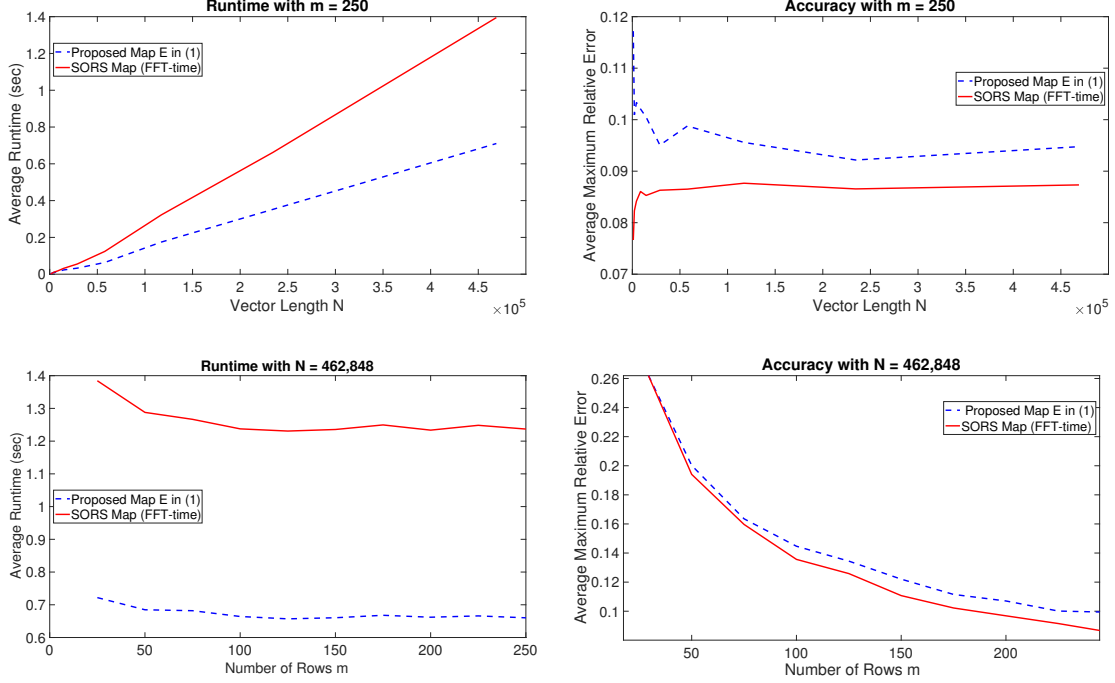 Runtime with m = 250
Average Runtime (sec)
1.4
1.2
1
0.8
0.6
0.4
0.2
0
Proposed Map E in (1)
SORS Map (FFT-time)
0 0.5 1 1.5 2 2.5 3 3.5 4 4.5
Vector Length N
×10^5
Accuracy with m = 250
Average Maximum Relative Error
0.12
0.11
0.1
0.09
0.08
0.07
Proposed Map E in (1)
SORS Map (FFT-time)
0 0.5 1 1.5 2 2.5 3 3.5 4 4.5
Vector Length N
×10^5
Runtime with N = 462,848
Average Runtime (sec)
1.4
1.3
1.2
1.1
1
0.9
0.8
0.7
0.6
Proposed Map E in (1)
SORS Map (FFT-time)
0 50 100 150 200 250
Number of Rows m
Accuracy with N = 462,848
Average Maximum Relative Error
0.26
0.24
0.22
0.2
0.18
0.16
0.14
0.12
0.1
Proposed Map E in (1)
SORS Map (FFT-time)
50 100 150 200
Number of Rows m